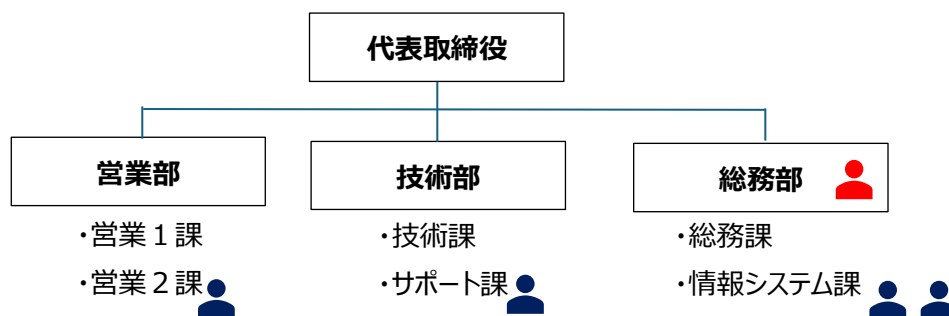 代表取締役
営業部
技術部
総務部
・営業１課
・営業２課
・技術課
・サポート課
・総務課
・情報システム課